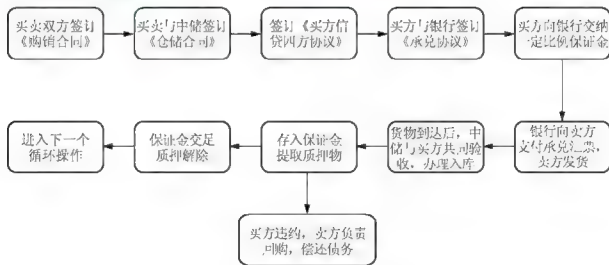 买卖双方签订
《购销合同》
买卖与中储签订
《仓储合同》
签订《买方信
贷四方协议》
买方与银行签订
《承兑协议》
买方向银行交纳
一定比例保证金
进入下一个
循环操作
保证金交足
质押解除
存入保证金
提取质押物
货物到达后，中
储与买方共同验
收，办理入库
银行向卖方
支付承兑汇票，
卖方发货
买方违约，卖方负责
回购，偿还债务